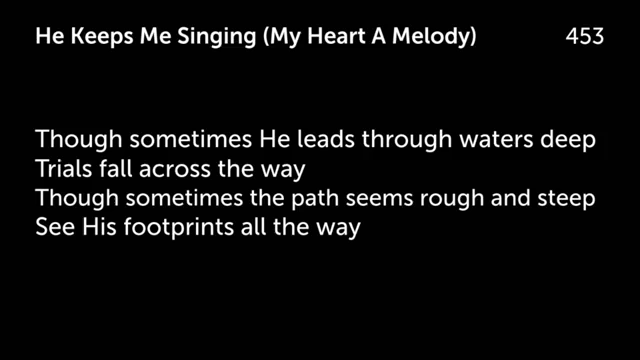 He Keeps Me Singing (My Heart A Melody) 453
Though sometimes He leads through waters deep
Trials fall across the way
Though sometimes the path seems rough and steep
See His footprints all the way